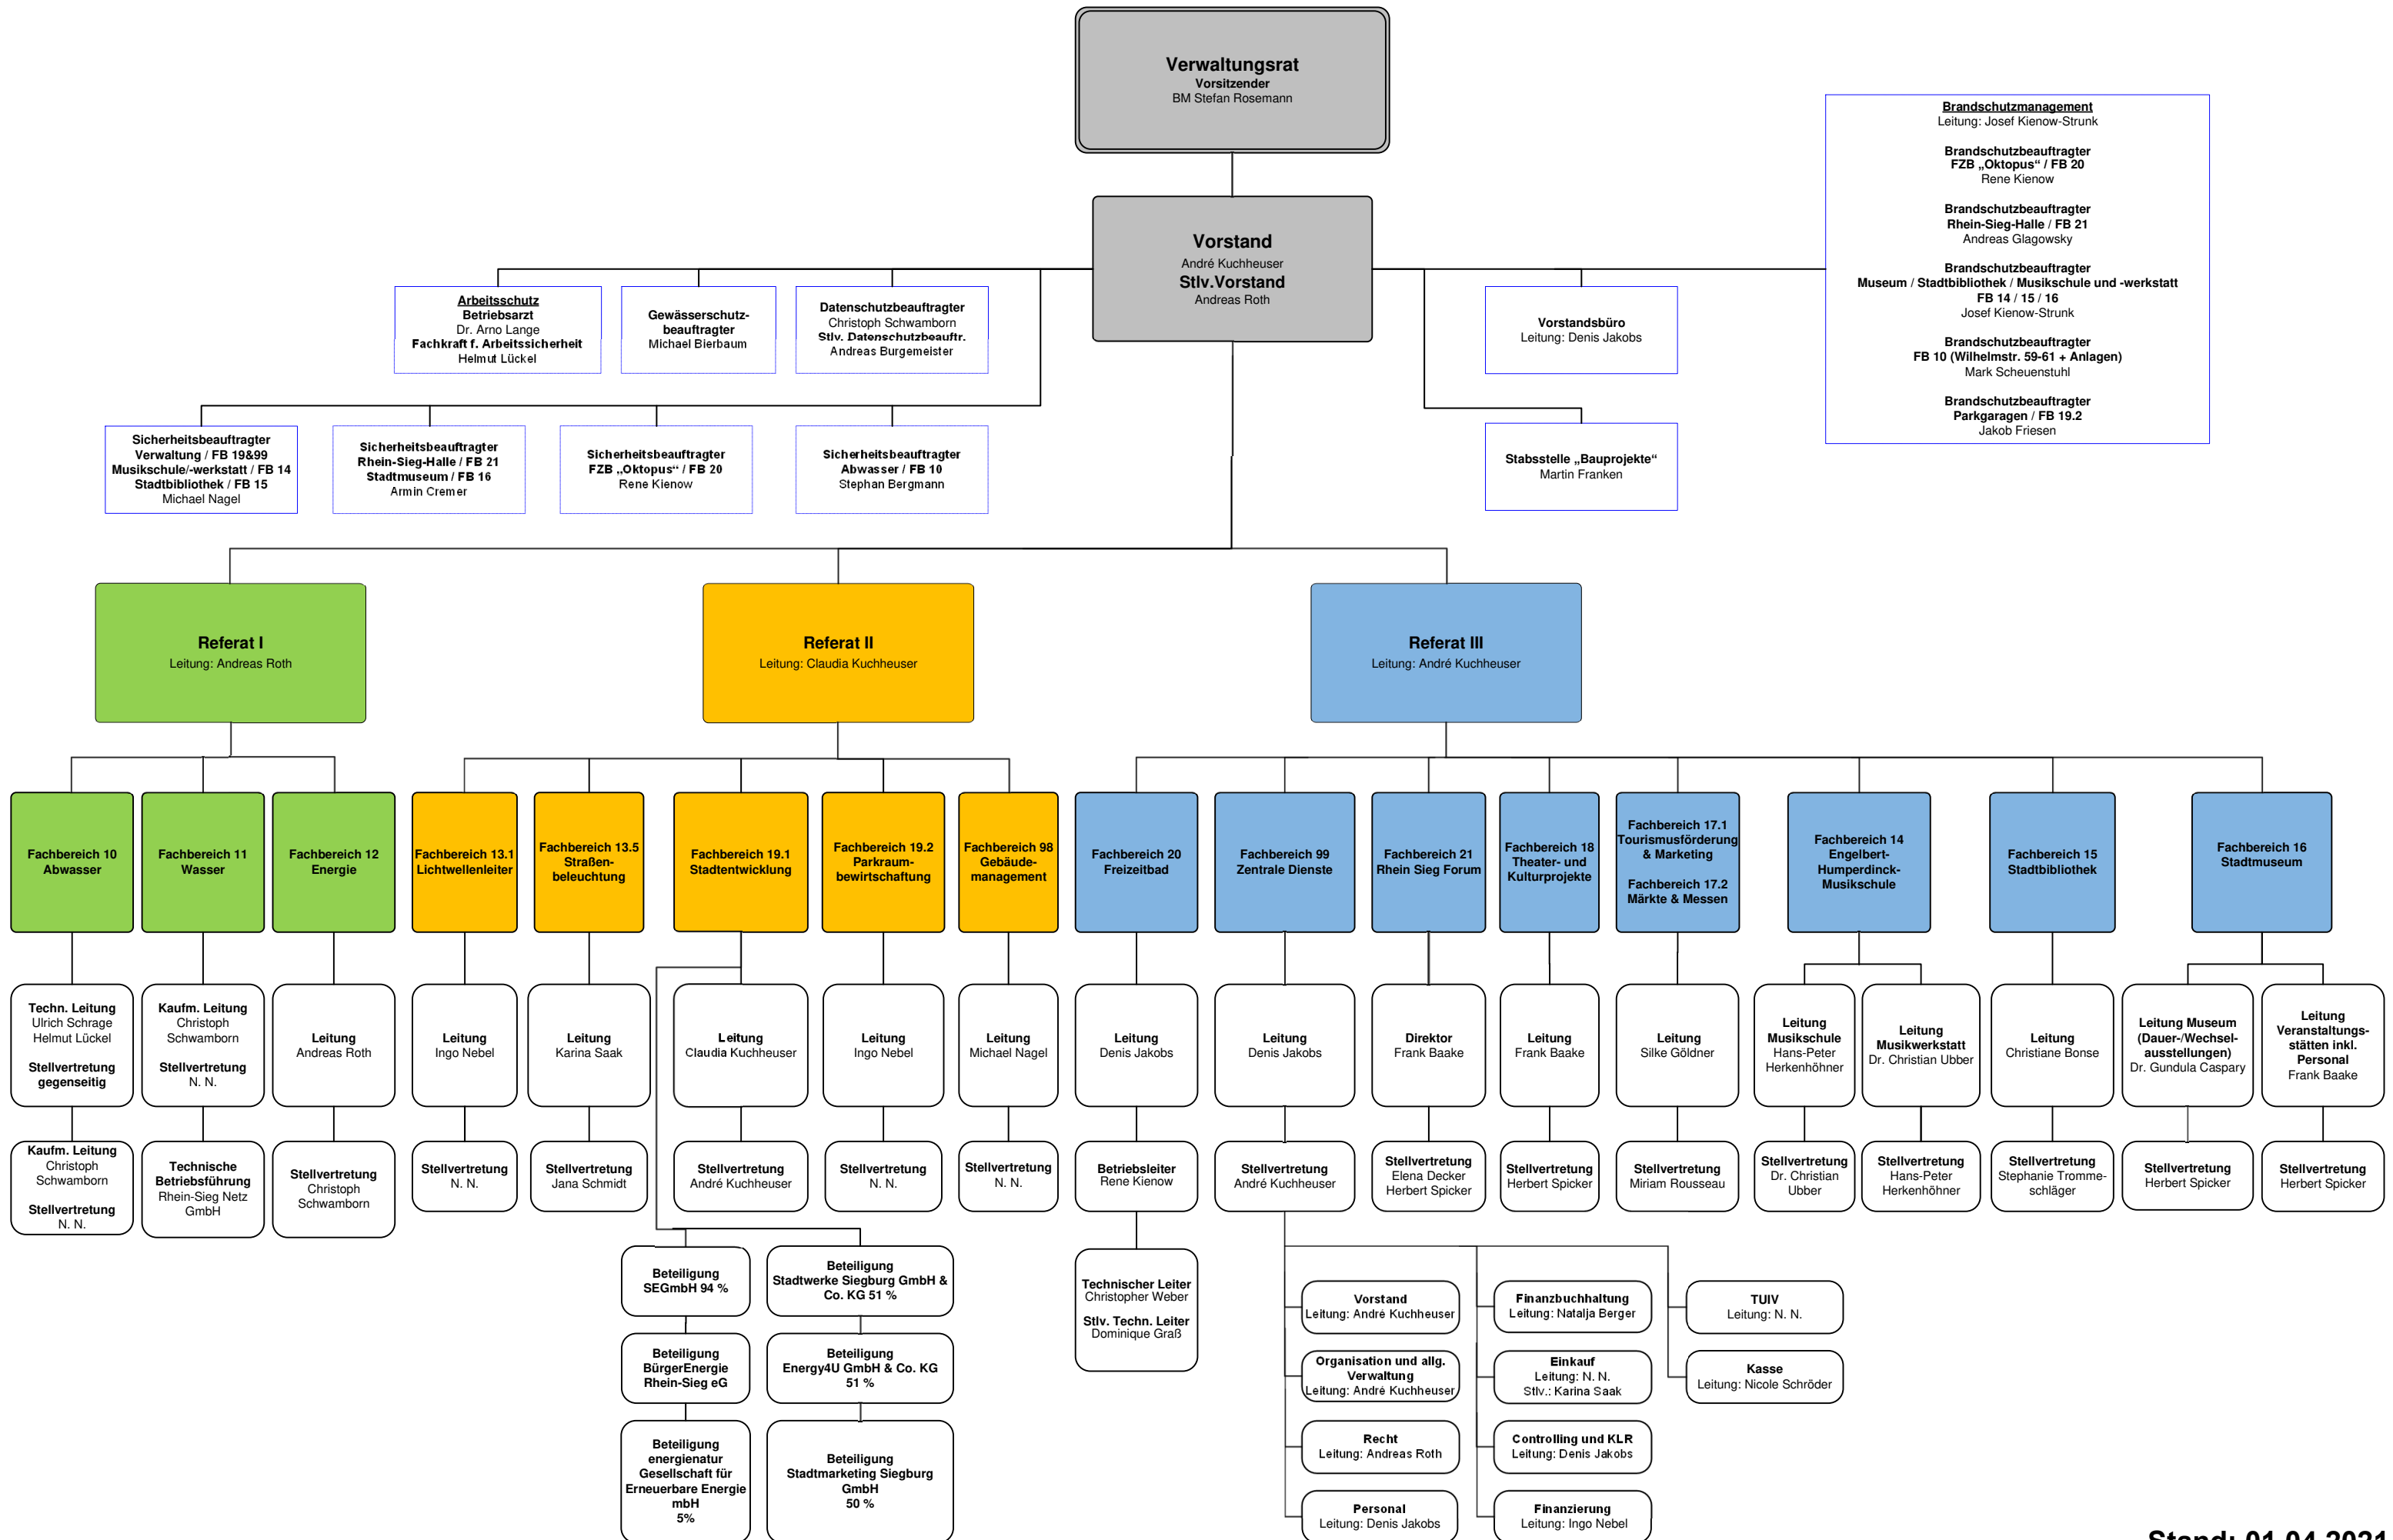 Verwaltungsrat
Vorsitzender
BM Stefan Rosemann
Brandschutzmanagement
Leitung: Josef Kienow-Strunk
Brandschutzbeauftragter
FZB „Oktopus“ / FB 20
Rene Kienow
Brandschutzbeauftragter
Rhein-Sieg-Halle / FB 21
Andreas Glagowsky
Brandschutzbeauftragter
Museum / Stadtbibliothek / Musikschule und -werkstatt
FB 14 / 15 / 16
Josef Kienow-Strunk
Brandschutzbeauftragter
FB 10 (Wilhelmstr. 59-61 + Anlagen)
Mark Scheuenstuhl
Brandschutzbeauftragter
Parkgaragen / FB 19.2
Jakob Friesen
Vorstand
André Kuchheuser
Stlv.Vorstand
Andreas Roth
Arbeitsschutz
Betriebsarzt
Dr. Arno Lange
Fachkraft f. Arbeitssicherheit
Helmut Lückel
Gewässerschutz-
beauftragter
Michael Bierbaum
Datenschutzbeauftragter
Christoph Schwamborn
Stlv. Datenschutzbeauftr.
Andreas Burgemeister
Vorstandsbüro
Leitung: Denis Jakobs
Sicherheitsbeauftragter
Verwaltung / FB 19&99
Musikschule/-werkstatt / FB 14
Stadtbibliothek / FB 15
Michael Nagel
Sicherheitsbeauftragter
Rhein-Sieg-Halle / FB 21
Stadtmuseum / FB 16
Armin Cremer
Sicherheitsbeauftragter
FZB „Oktopus“ / FB 20
Rene Kienow
Sicherheitsbeauftragter
Abwasser / FB 10
Stephan Bergmann
Stabsstelle „Bauprojekte“
Martin Franken
Referat I
Leitung: Andreas Roth
Referat II
Leitung: Claudia Kuchheuser
Referat III
Leitung: André Kuchheuser
Fachbereich 10
Abwasser
Fachbereich 11
Wasser
Fachbereich 12
Energie
Fachbereich 13.1
Lichtwellenleiter
Fachbereich 13.5
Straßen-
beleuchtung
Fachbereich 19.1
Stadtentwicklung
Fachbereich 19.2
Parkraum-
bewirtschaftung
Fachbereich 98
Gebäude-
management
Fachbereich 20
Freizeitbad
Fachbereich 99
Zentrale Dienste
Fachbereich 21
Rhein Sieg Forum
Fachbereich 18
Theater- und
Kulturprojekte
Fachbereich 17.1
Tourismusförderung
& Marketing
Fachbereich 17.2
Märkte & Messen
Fachbereich 14
Engelbert-
Humperdinck-
Musikschule
Fachbereich 15
Stadtbibliothek
Fachbereich 16
Stadtmuseum
Techn. Leitung
Ulrich Schrage
Helmut Lückel
Stellvertretung
gegenseitig
Kaufm. Leitung
Christoph
Schwamborn
Stellvertretung
N. N.
Leitung
Andreas Roth
Leitung
Ingo Nebel
Leitung
Karina Saak
Leitung
Claudia Kuchheuser
Leitung
Ingo Nebel
Leitung
Michael Nagel
Leitung
Denis Jakobs
Leitung
Denis Jakobs
Direktor
Frank Baake
Leitung
Frank Baake
Leitung
Silke Göldner
Leitung
Musikschule
Hans-Peter
Herkenhöhner
Leitung
Musikwerkstatt
Dr. Christian Ubber
Leitung
Christiane Bonse
Leitung Museum
(Dauer-/Wechsel-
ausstellungen)
Dr. Gundula Caspary
Leitung
Veranstaltungs-
stätten inkl.
Personal
Frank Baake
Kaufm. Leitung
Christoph
Schwamborn
Stellvertretung
N. N.
Technische
Betriebsführung
Rhein-Sieg Netz
GmbH
Stellvertretung
Christoph
Schwamborn
Stellvertretung
N. N.
Stellvertretung
Jana Schmidt
Stellvertretung
André Kuchheuser
Stellvertretung
N. N.
Stellvertretung
N. N.
Betriebsleiter
Rene Kienow
Stellvertretung
André Kuchheuser
Stellvertretung
Elena Decker
Herbert Spicker
Stellvertretung
Herbert Spicker
Stellvertretung
Miriam Rousseau
Stellvertretung
Dr. Christian
Ubber
Stellvertretung
Hans-Peter
Herkenhöhner
Stellvertretung
Stephanie Tromme-
schläger
Stellvertretung
Herbert Spicker
Stellvertretung
Herbert Spicker
Beteiligung
SEGmbH 94 %
Beteiligung
Stadtwerke Siegburg GmbH &
Co. KG 51 %
Beteiligung
BürgerEnergie
Rhein-Sieg eG
Beteiligung
Energy4U GmbH & Co. KG
51 %
Beteiligung
energienatur
Gesellschaft für
Erneuerbare Energie
mbH
5%
Beteiligung
Stadtmarketing Siegburg
GmbH
50 %
Technischer Leiter
Christopher Weber
Stlv. Techn. Leiter
Dominique Graß
Vorstand
Leitung: André Kuchheuser
Organisation und allg.
Verwaltung
Leitung: André Kuchheuser
Recht
Leitung: Andreas Roth
Personal
Leitung: Denis Jakobs
Finanzbuchhaltung
Leitung: Natalja Berger
Einkauf
Leitung: N. N.
Stlv.: Karina Saak
Controlling und KLR
Leitung: Denis Jakobs
Finanzierung
Leitung: Ingo Nebel
TUIV
Leitung: N. N.
Kasse
Leitung: Nicole Schröder
Stand: 01.04.2021